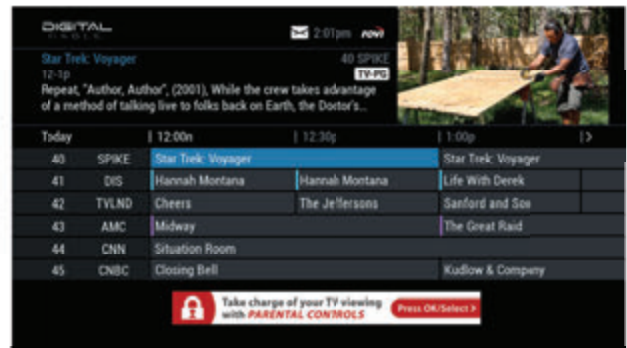 DIGITAL
2:01pm rovi
Star Trek: Voyager 40 SPIKE
12-1p TV-PG
Repeat, "Author, Author", (2001), While the crew takes advantage
of a method of talking live to folks back on Earth, the Doctor's...
Today 12:00n 12:30p 1:00p
40 SPIKE Star Trek: Voyager Star Trek: Voyager
41 DIS Hannah Montana Hannah Montana Life With Derek
42 TVLND Cheers The Jeffersons Sanford and Son
43 AMC Midway The Great Raid
44 CNN Situation Room
45 CNBC Closing Bell Kudlow & Company
Take charge of your TV viewing
with PARENTAL CONTROLS
Press OK/Select >